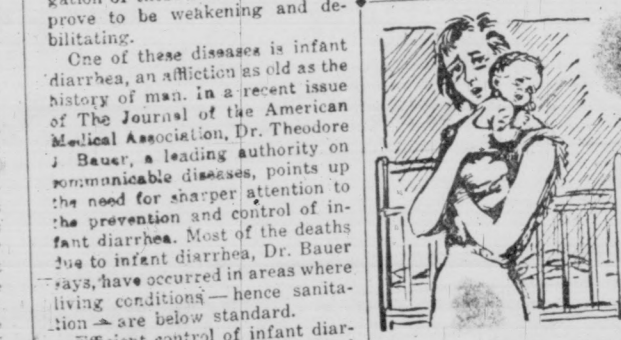 prove to be weakening and de-
bilitating.
One of these diseases is infant
diarrhea, an affliction as old as the
history of man. In a recent issue
of The Journal of the American
Medical Association, Dr. Theodore
J Bauer, a leading authority on
communicable diseases, points up
the need for sharper attention to
the prevention and control of in-
fant diarrhea. Most of the deaths
due to infant diarrhea, Dr. Bauer
says, have occurred in areas where
living conditions — hence sanita-
tion — are below standard.
control of infant diar-